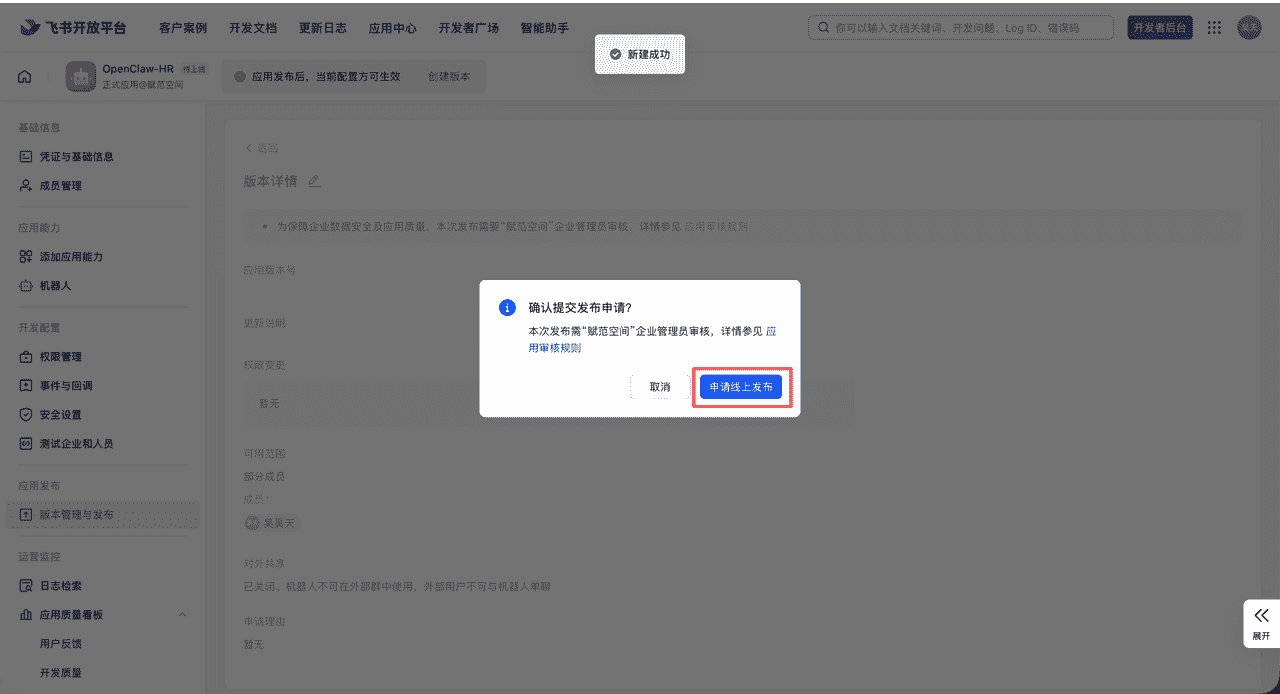 飞书开放平台
客户案例
开发文档
更新日志
应用中心
开发者广场
智能助手
你可以输入文档关键词、开发问题、Log ID、错误码
开发者后台
新建成功
OpenClaw-HR 待上线
正式应用@赋范空间
应用发布后，当前配置方可生效
创建版本
基础信息
凭证与基础信息
成员管理
应用能力
添加应用能力
机器人
开发配置
权限管理
事件与回调
安全设置
测试企业和人员
应用发布
版本管理与发布
运营监控
日志检索
应用质量看板
用户反馈
开发质量
返回
版本详情
为保障企业数据安全及应用质量，本次发布需要"赋范空间"企业管理员审核，详情参见 应用审核规则
应用版本号
更新说明
权限变更
暂无
可用范围
部分成员
成员：
对外共享
已关闭。机器人不可在外部群中使用，外部用户不可与机器人单聊
申请理由
暂无
确认提交发布申请?
本次发布需"赋范空间"企业管理员审核，详情参见 应
用审核规则
取消
申请线上发布
展开